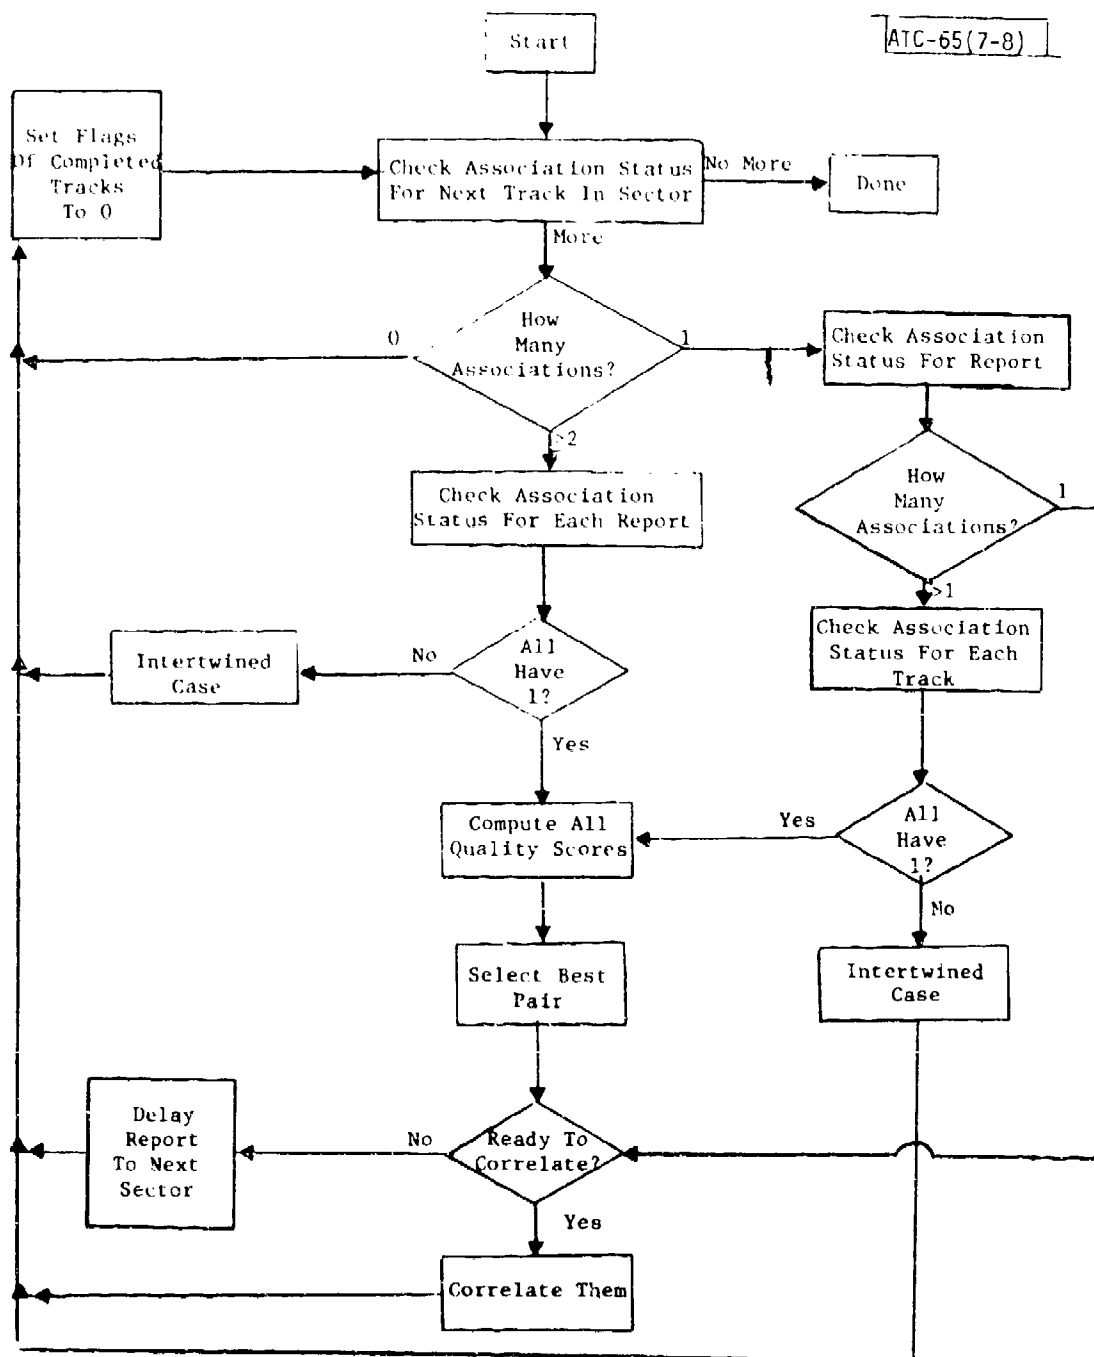 Start
ATC-65(7-8)
Set Flags
Of Completed
Tracks
To 0
Check Association Status
For Next Track In Sector
No More
Done
More
How
Many
Associations?
0
1
Check Association
Status For Report
>2
Check Association
Status For Each Report
How
Many
Associations?
1
>1
Check Association
Status For Each
Track
Intertwined
Case
No
All
Have
1?
Yes
Compute All
Quality Scores
Yes
All
Have
1?
No
Select Best
Pair
Intertwined
Case
Delay
Report
To Next
Sector
No
Ready To
Correlate?
Yes
Correlate Them